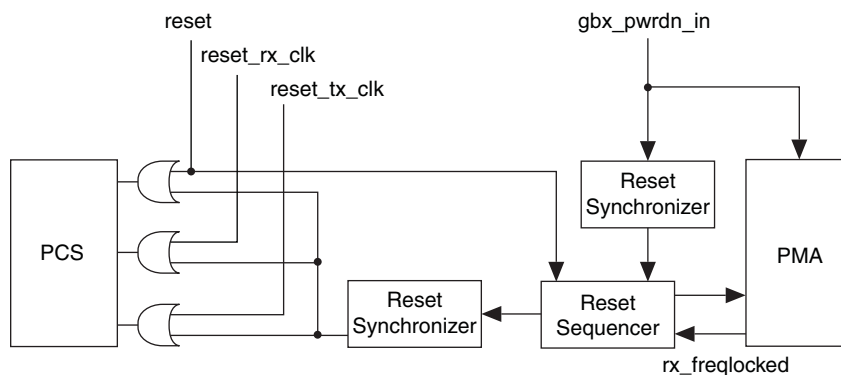 reset
gbx_pwrdn_in
reset_rx_clk
reset_tx_clk
Reset
Synchronizer
PCS
PMA
Reset
Synchronizer
Reset
Sequencer
rx_freqlocked